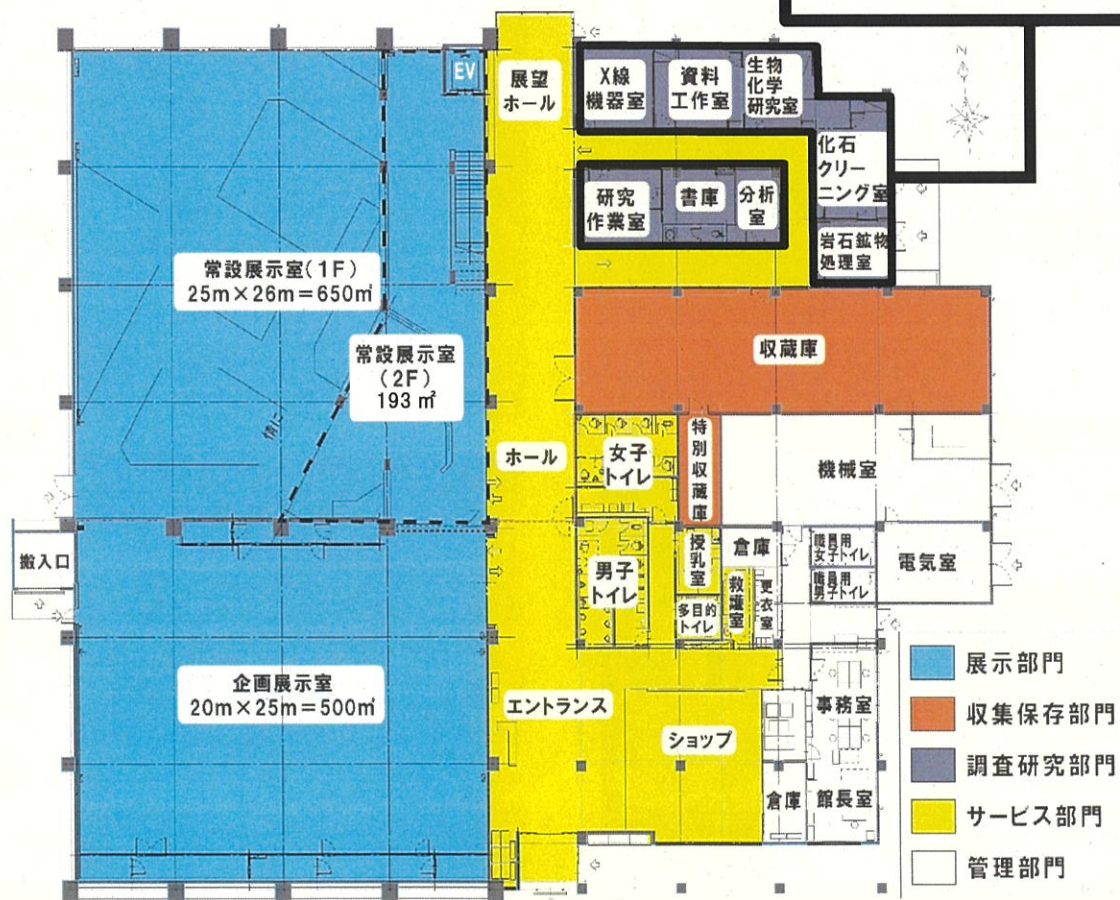 EV
展望
ホール
X線
機器室
資料
工作室
生物
化学
研究室
Z
化石
クリー
ニング室
研究
作業室
書庫
分析
室
岩石鉱物
処理室
常設展示室(1F)
25m×26m=650㎡
常設展示室
(2F)
193 ㎡
収蔵庫
ホール
女子
トイレ
特別収蔵庫
機械室
搬入口
男子
トイレ
授乳室
倉庫
職員用
女子トイレ
職員用
男子トイレ
電気室
多目的
トイレ
救護室
更衣室
企画展示室
20m×25m=500㎡
エントランス
ショップ
事務室
倉庫
館長室
展示部門
収集保存部門
調査研究部門
サービス部門
管理部門